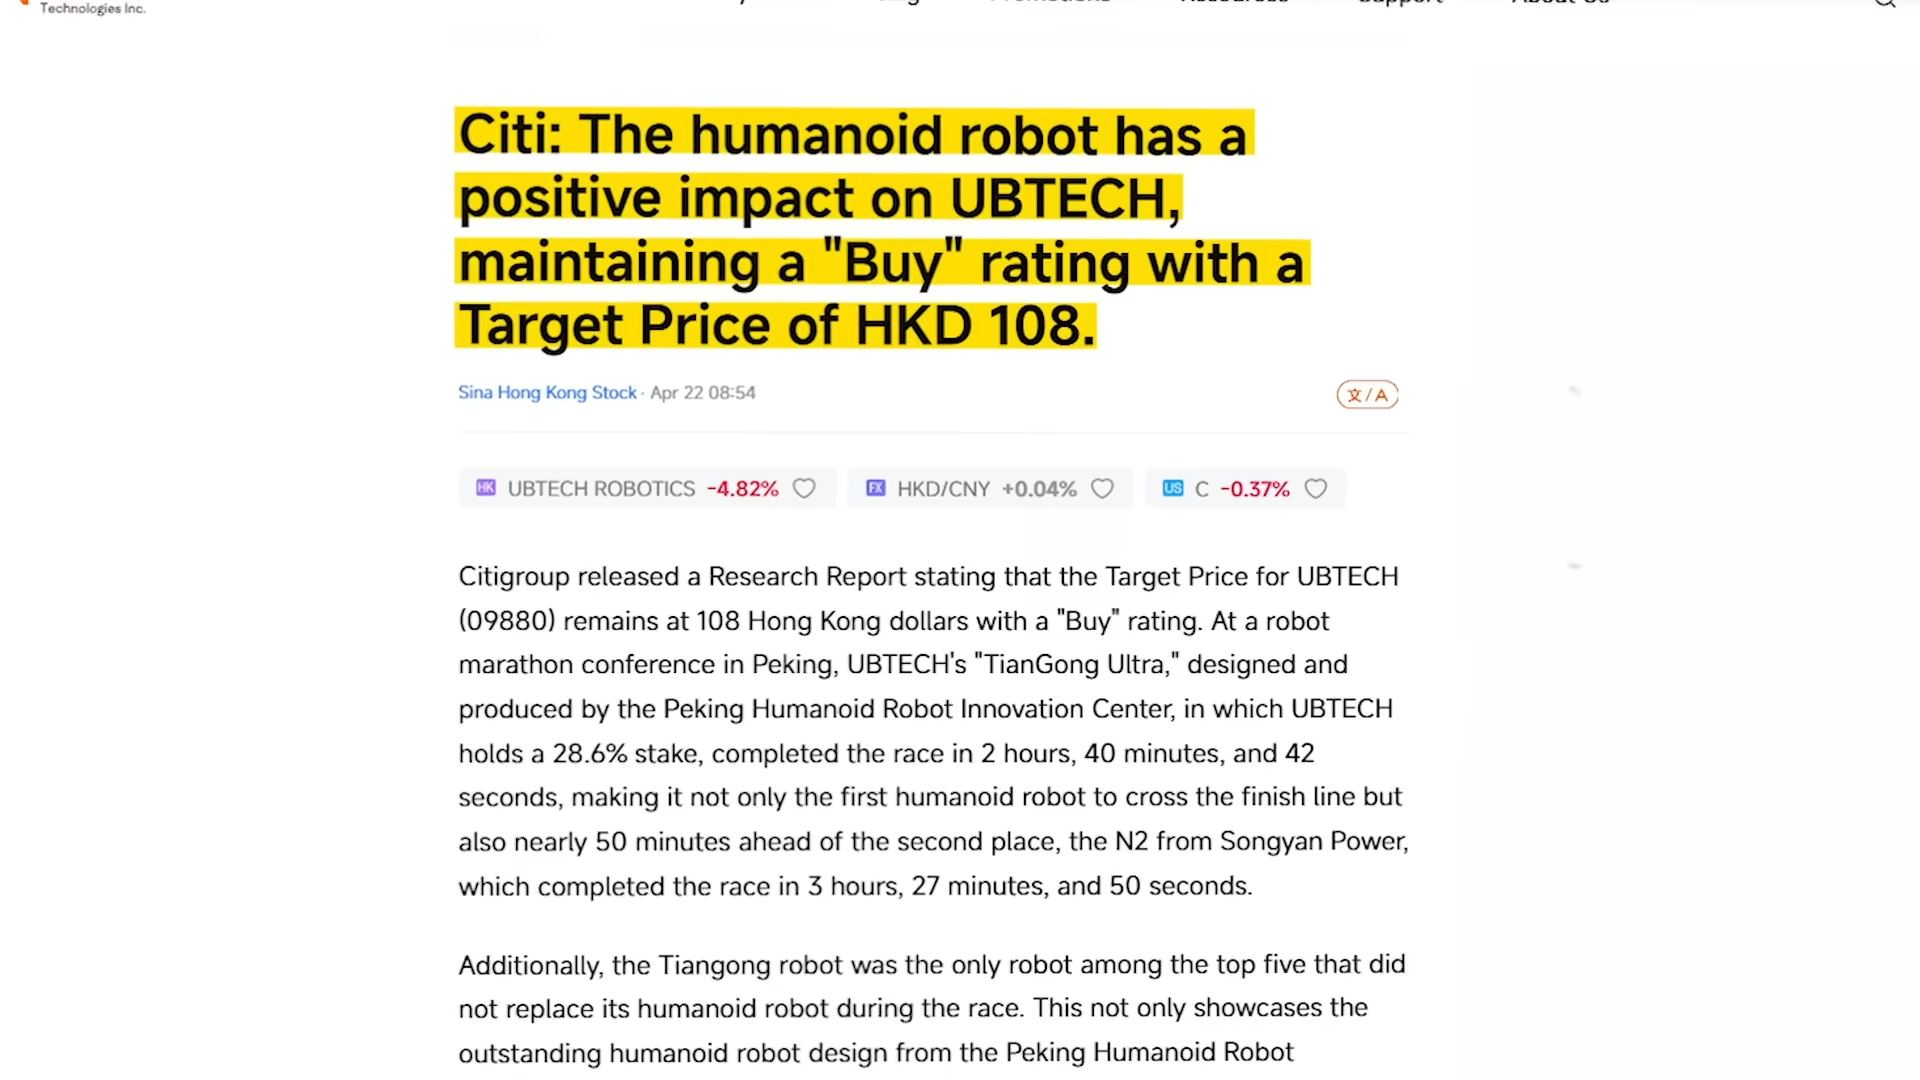 Technologies Inc.
Support
About Us
Citi: The humanoid robot has a
positive impact on UBTECH,
maintaining a "Buy" rating with a
Target Price of HKD 108.
Sina Hong Kong Stock · Apr 22 08:54
文/A
HK UBTECH ROBOTICS -4.82%
FX HKD/CNY +0.04%
US C -0.37%
Citigroup released a Research Report stating that the Target Price for UBTECH
(09880) remains at 108 Hong Kong dollars with a "Buy" rating. At a robot
marathon conference in Peking, UBTECH's "TianGong Ultra," designed and
produced by the Peking Humanoid Robot Innovation Center, in which UBTECH
holds a 28.6% stake, completed the race in 2 hours, 40 minutes, and 42
seconds, making it not only the first humanoid robot to cross the finish line but
also nearly 50 minutes ahead of the second place, the N2 from Songyan Power,
which completed the race in 3 hours, 27 minutes, and 50 seconds.
Additionally, the Tiangong robot was the only robot among the top five that did
not replace its humanoid robot during the race. This not only showcases the
outstanding humanoid robot design from the Peking Humanoid Robot